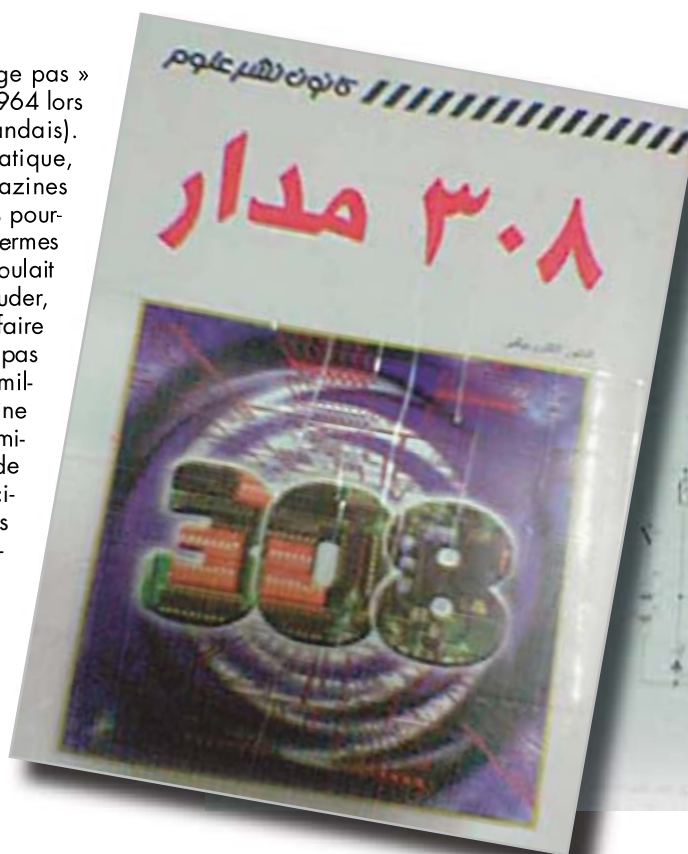 ge pas »
964 lors
andais).
atique,
azines
s pour-
ermes
oulait
uder,
faire
pas
mil-
ne
mi-
de
ci-
s
-
کانون نشر علوم
۳۰۸ مدار
308